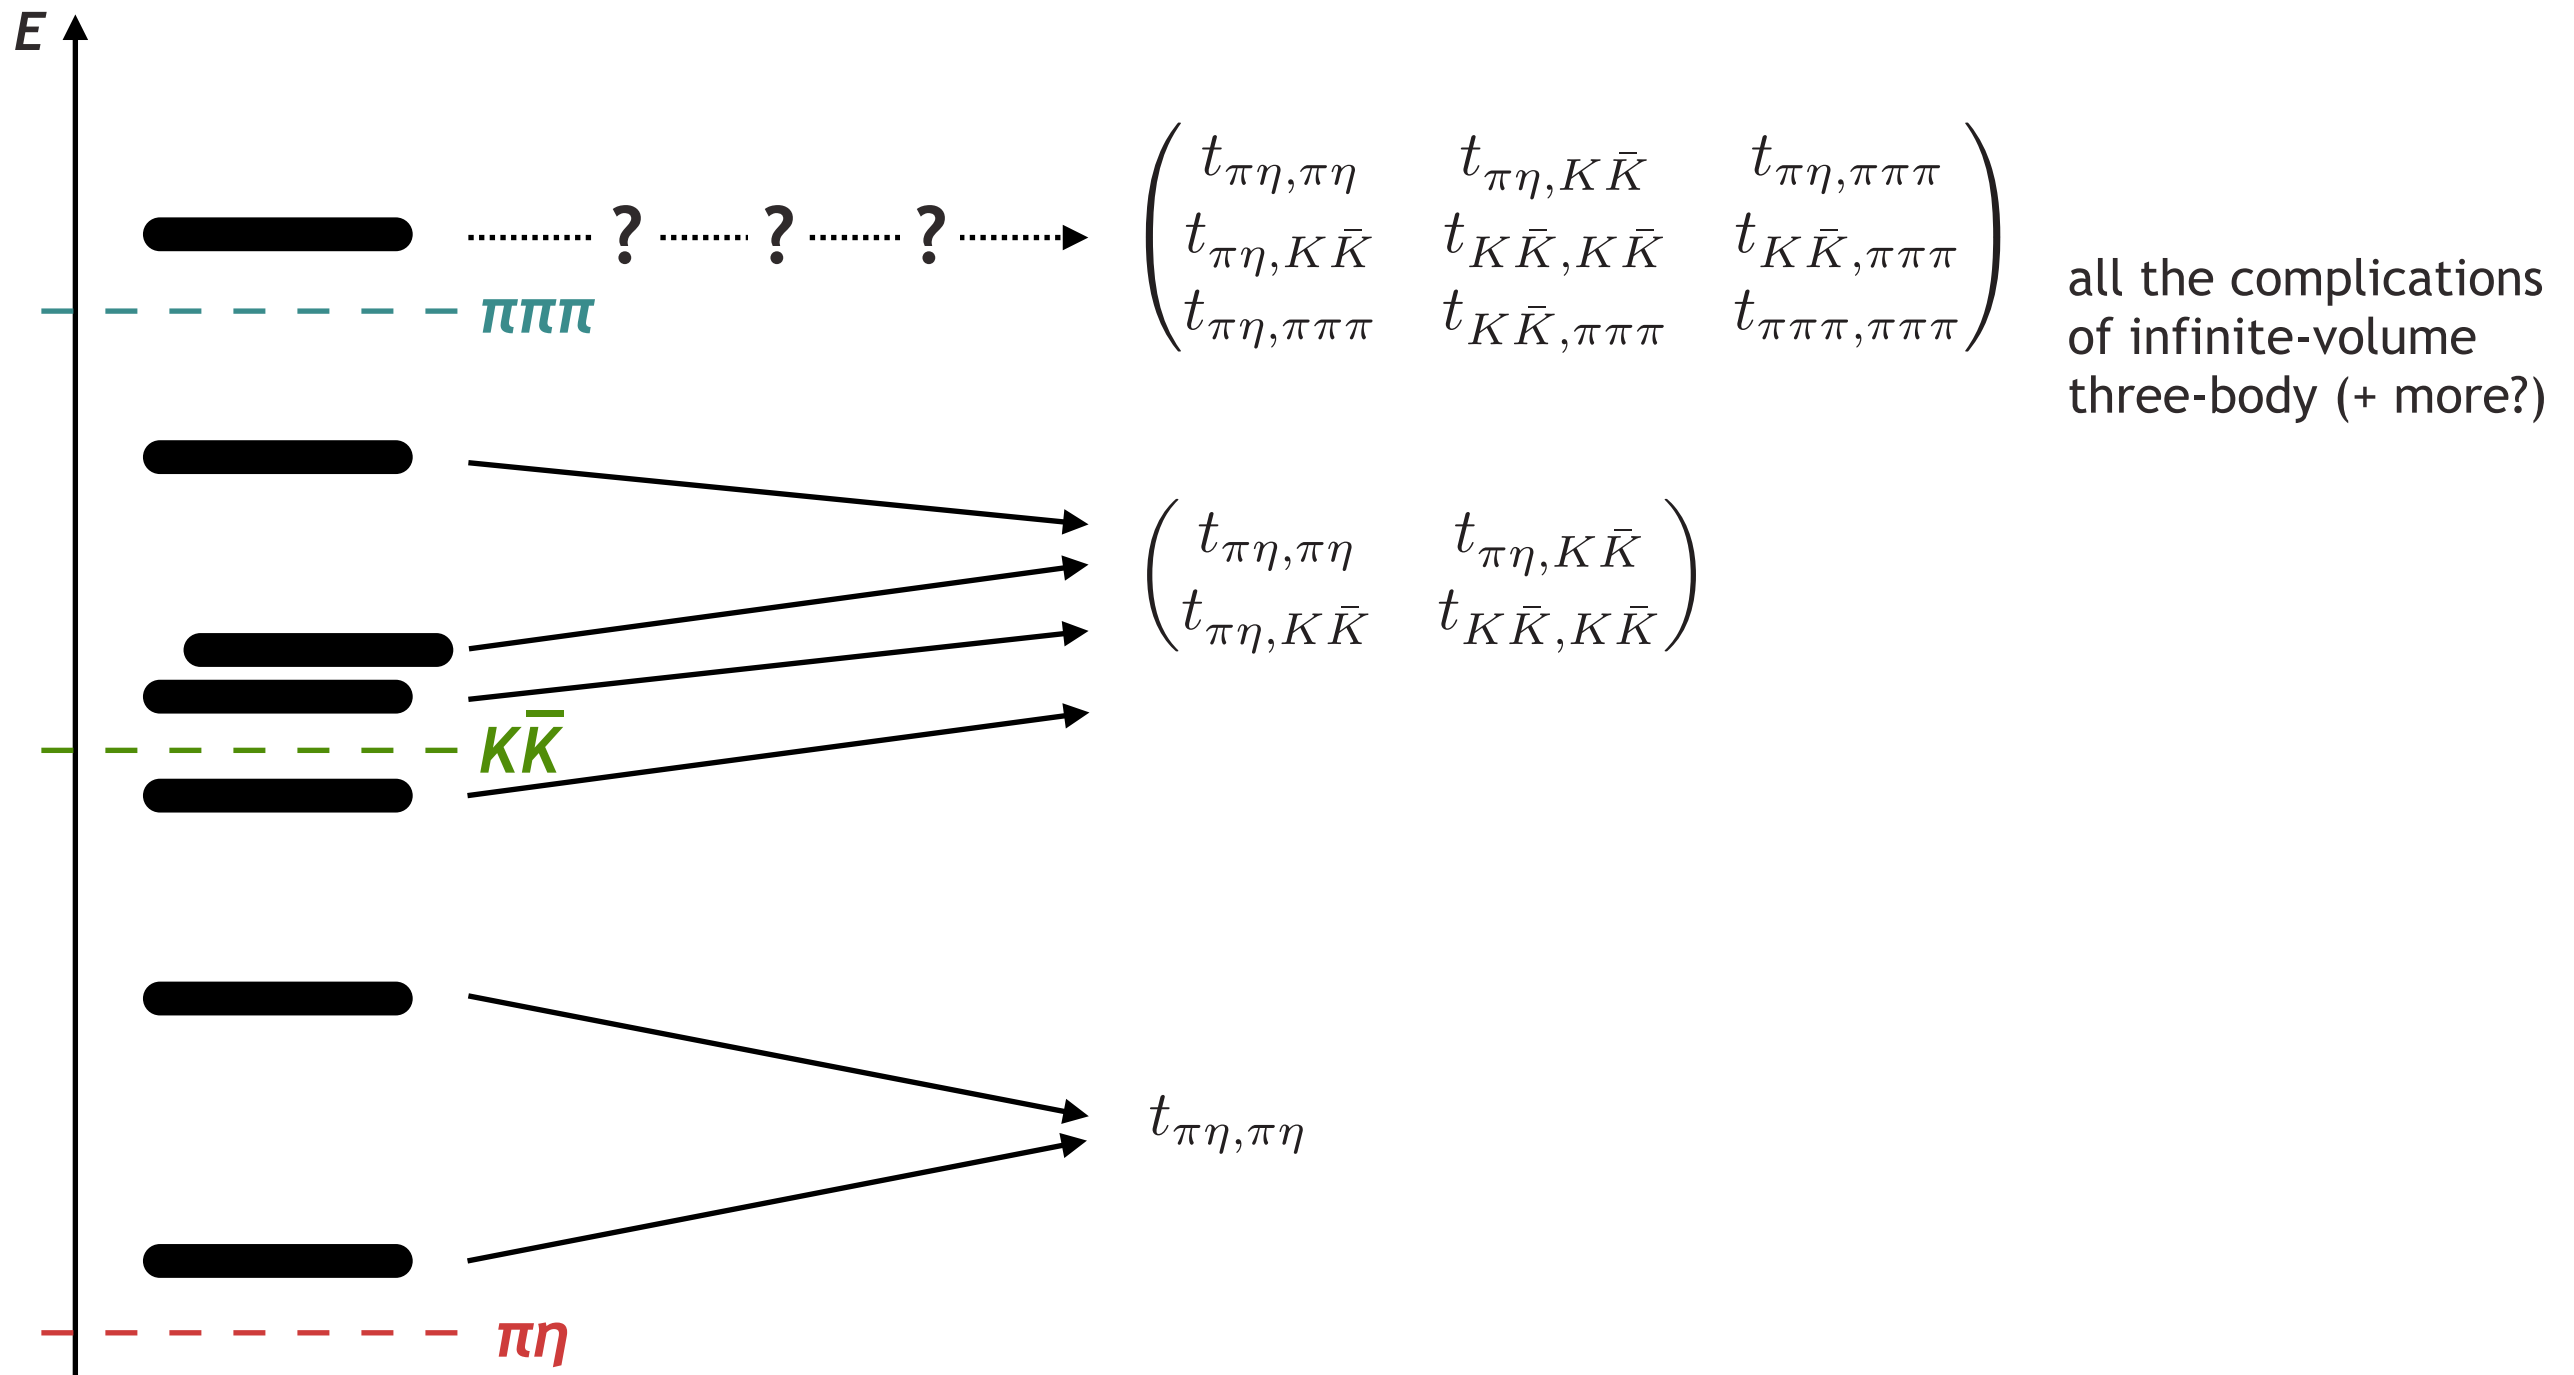 E
? ? ?
πππ
t_{πη,πη} t_{πη,KK̄} t_{πη,πππ}
t_{πη,KK̄} t_{KK̄,KK̄} t_{KK̄,πππ}
t_{πη,πππ} t_{KK̄,πππ} t_{πππ,πππ}
all the complications
of infinite-volume
three-body (+ more?)
t_{πη,πη} t_{πη,KK̄}
t_{πη,KK̄} t_{KK̄,KK̄}
KK̄
t_{πη,πη}
πη